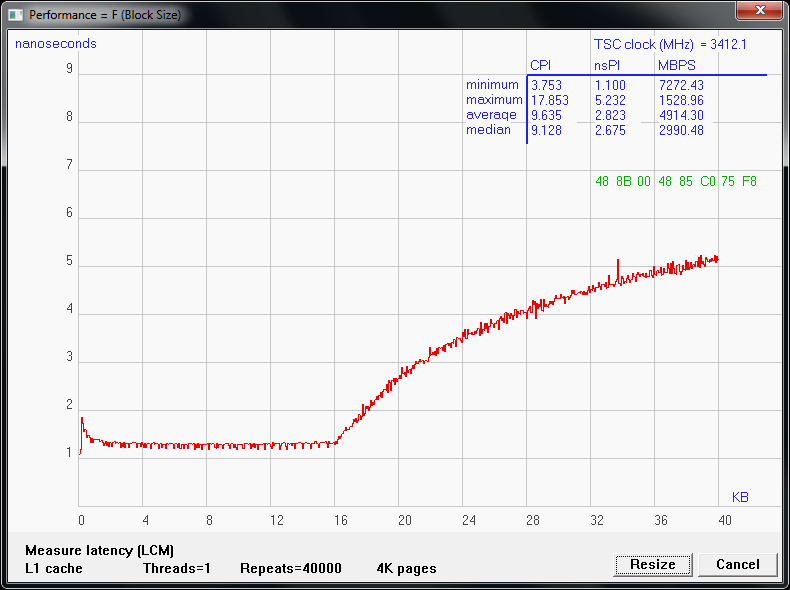 Performance = F (Block Size)
nanoseconds
TSC clock (MHz) = 3412.1
CPI nsPI MBPS
minimum 3.753 1.100 7272.43
maximum 17.853 5.232 1528.96
average 9.635 2.823 4914.30
median 9.128 2.675 2990.48
48 8B 00 48 85 C0 75 F8
9
8
7
6
5
4
3
2
1
KB
0 4 8 12 16 20 24 28 32 36 40
Measure latency (LCM)
L1 cache Threads=1 Repeats=40000 4K pages
Resize Cancel